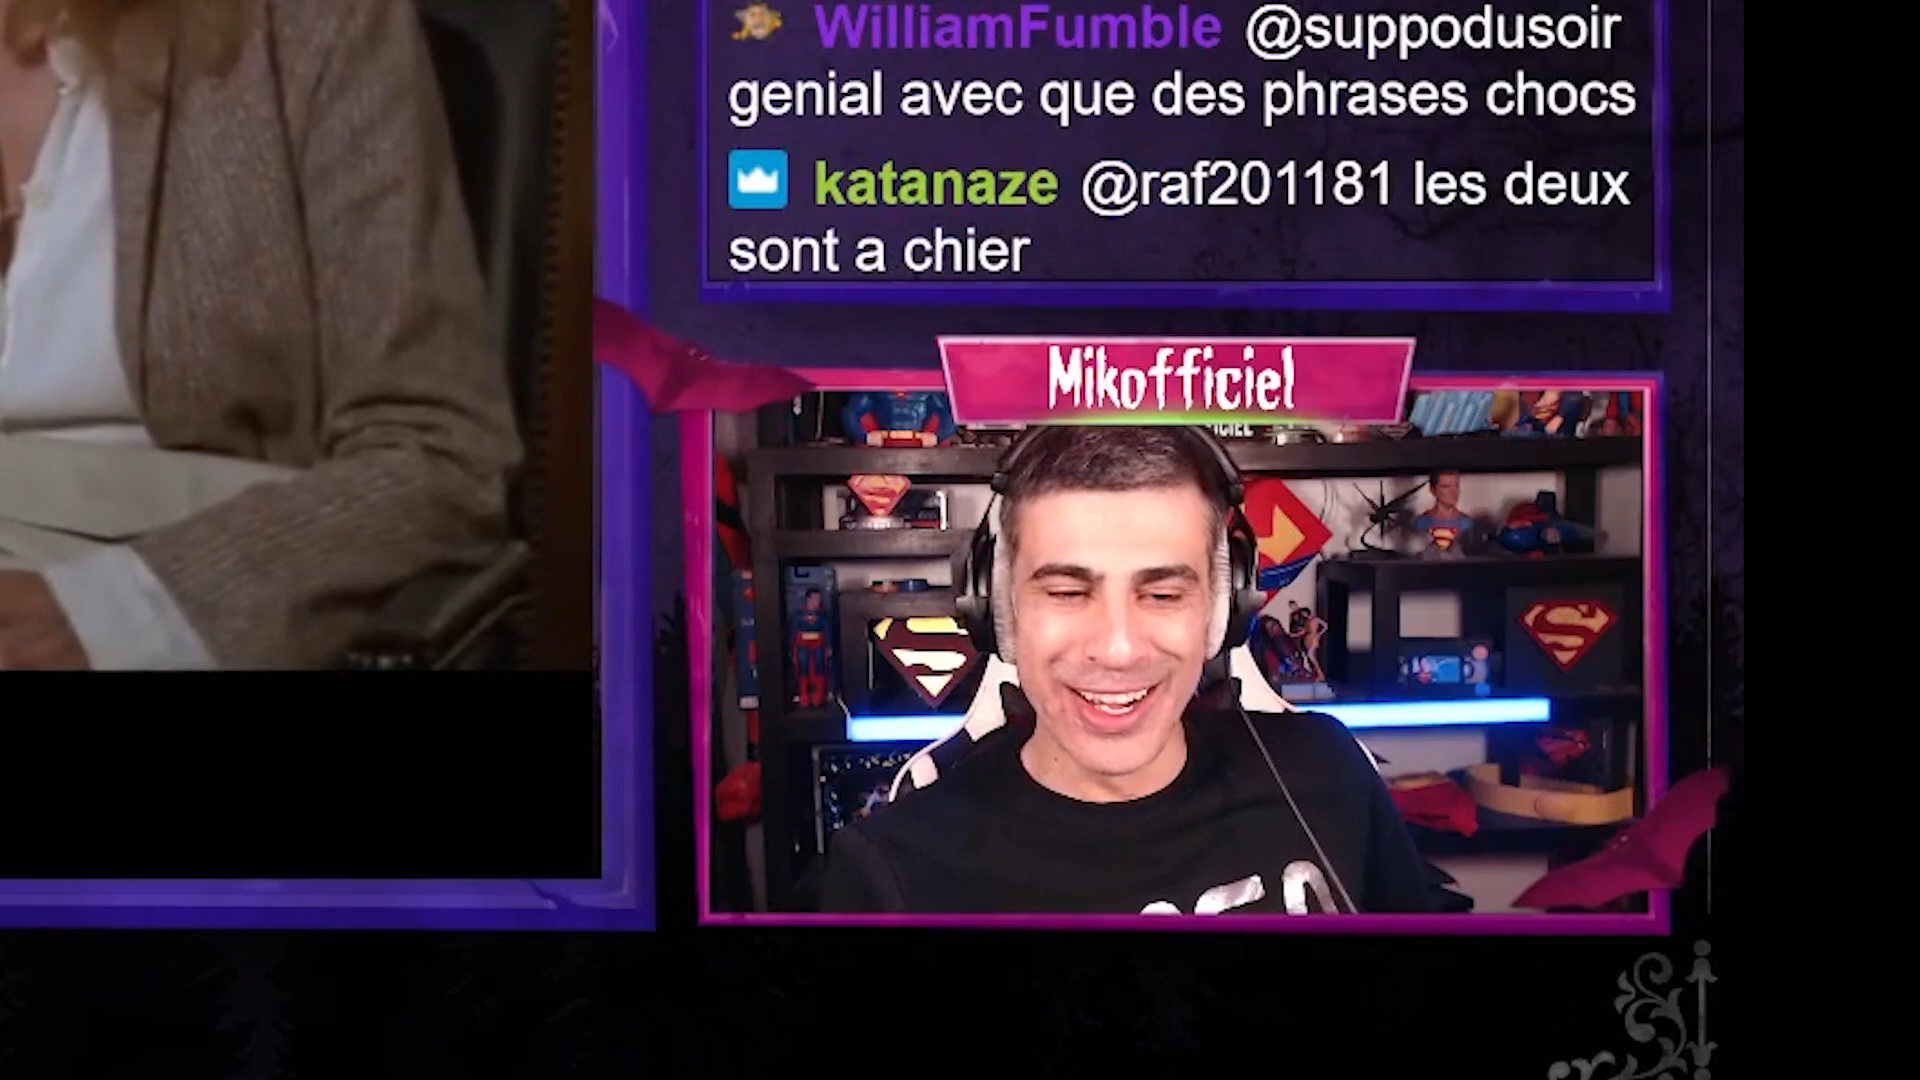 WilliamFumble @suppodusoir
genial avec que des phrases chocs
katanaze @raf201181 les deux
sont a chier
Mikofficiel